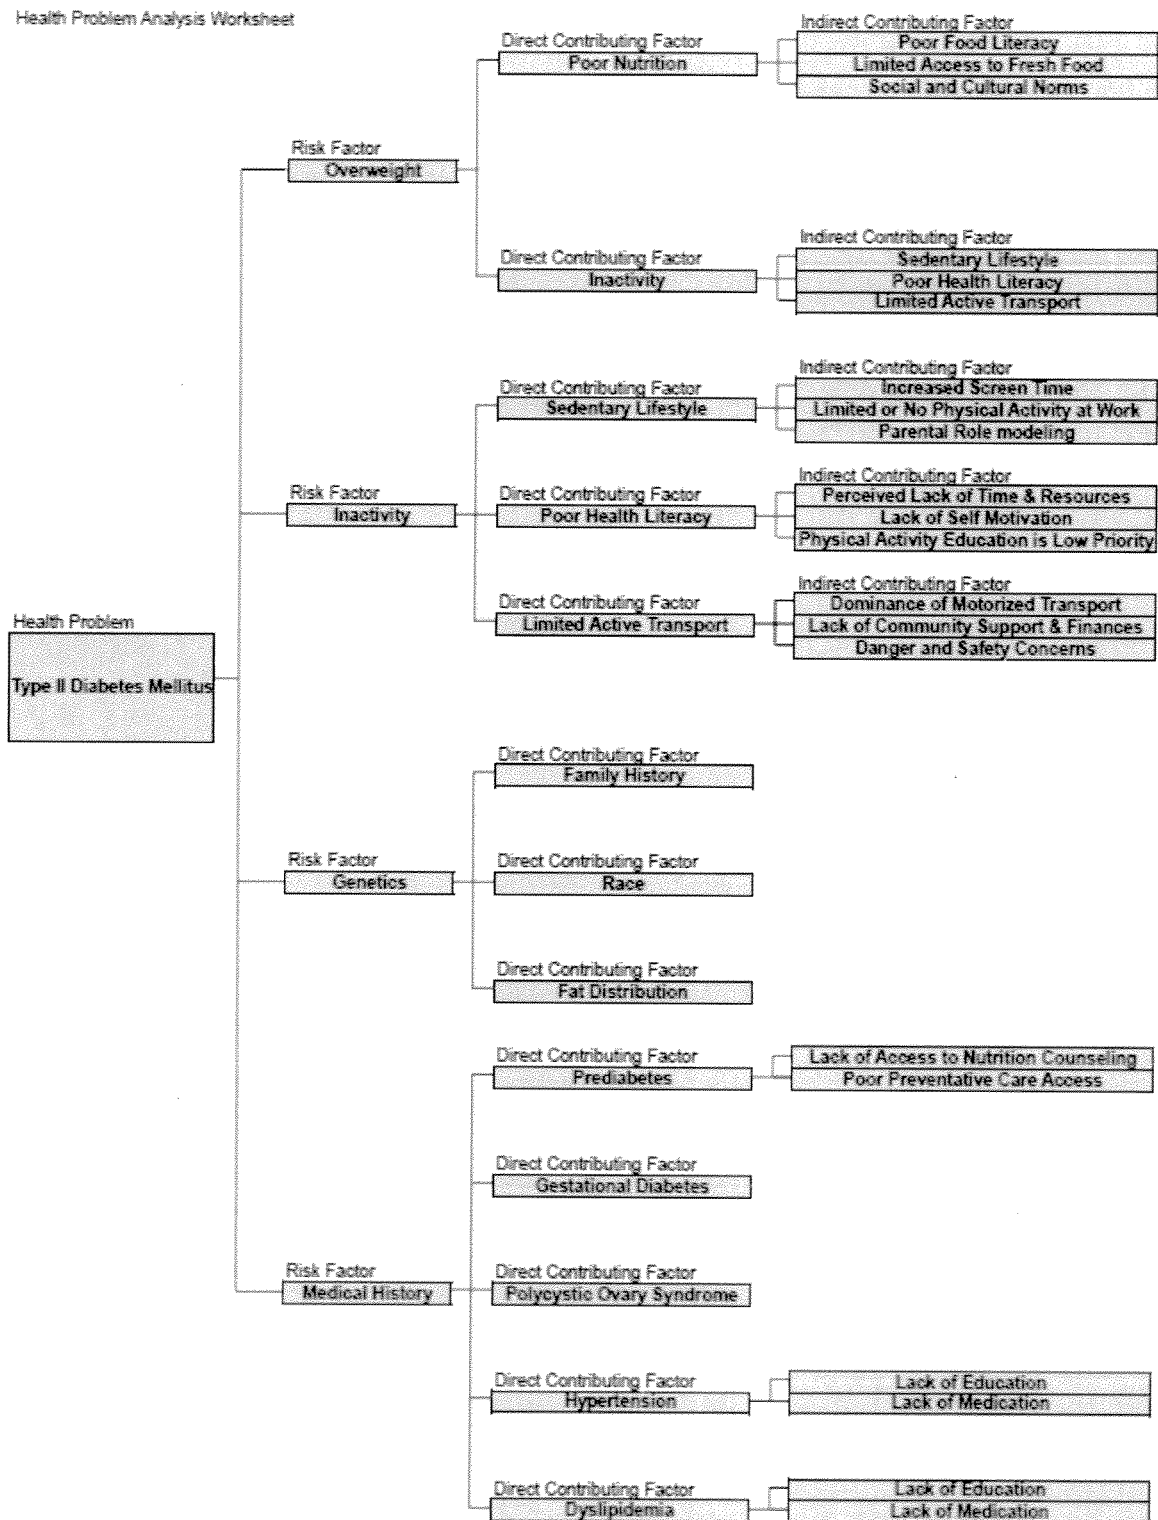 Health Problem Analysis Worksheet
Indirect Contributing Factor
Direct Contributing Factor
Poor Food Literacy
Poor Nutrition
Limited Access to Fresh Food
Social and Cultural Norms
Risk Factor
Overweight
Indirect Contributing Factor
Direct Contributing Factor
Sedentary Lifestyle
Inactivity
Poor Health Literacy
Limited Active Transport
Indirect Contributing Factor
Direct Contributing Factor
Increased Screen Time
Sedentary Lifestyle
Limited or No Physical Activity at Work
Parental Role modeling
Indirect Contributing Factor
Risk Factor
Direct Contributing Factor
Perceived Lack of Time & Resources
Inactivity
Poor Health Literacy
Lack of Self Motivation
Physical Activity Education is Low Priority
Indirect Contributing Factor
Direct Contributing Factor
Dominance of Motorized Transport
Limited Active Transport
Lack of Community Support & Finances
Danger and Safety Concerns
Health Problem
Type II Diabetes Mellitus
Direct Contributing Factor
Family History
Risk Factor
Genetics
Direct Contributing Factor
Race
Direct Contributing Factor
Fat Distribution
Direct Contributing Factor
Prediabetes
Lack of Access to Nutrition Counseling
Poor Preventative Care Access
Direct Contributing Factor
Gestational Diabetes
Risk Factor
Medical History
Direct Contributing Factor
Polycystic Ovary Syndrome
Direct Contributing Factor
Hypertension
Lack of Education
Lack of Medication
Direct Contributing Factor
Dyslipidemia
Lack of Education
Lack of Medication